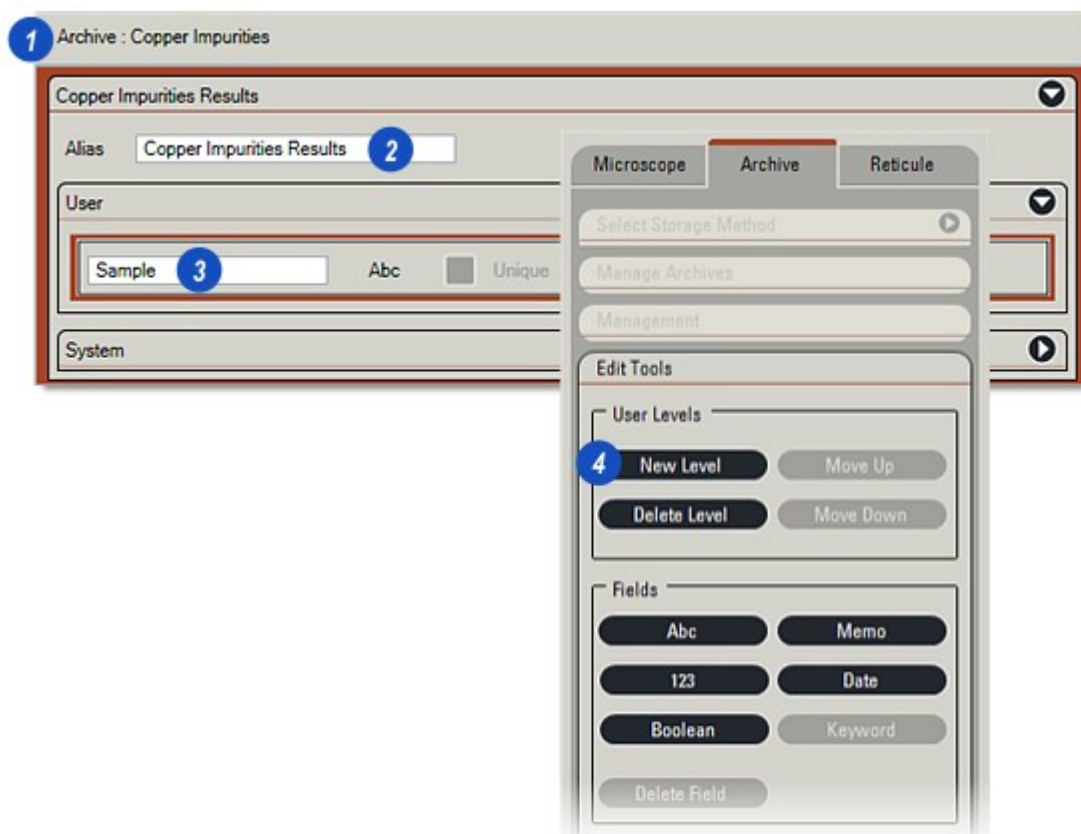 1 Archive : Copper Impurities
Copper Impurities Results
Alias Copper Impurities Results 2
User
Sample 3 Abc Unique
System
Microscope Archive Reticule
Select Storage Method
Manage Archives
Management
Edit Tools
User Levels
4 New Level Move Up
Delete Level Move Down
Fields
Abc Memo
123 Date
Boolean Keyword
Delete Field